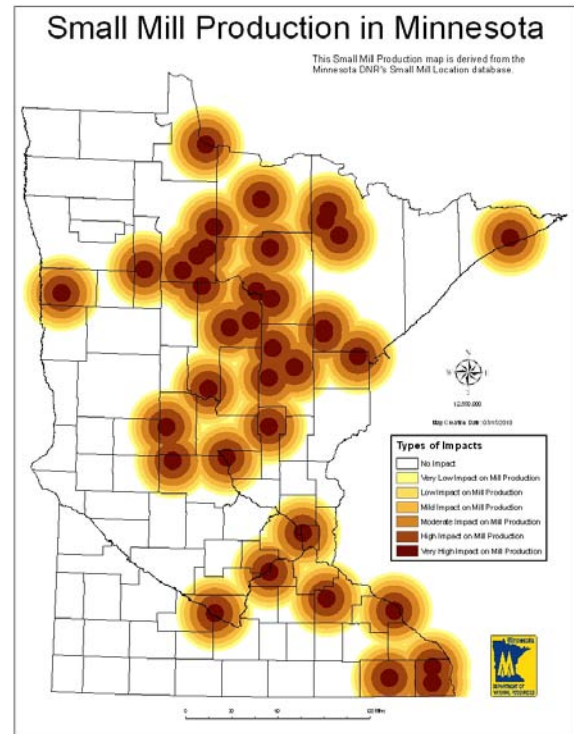 Small Mill Production in Minnesota
This Small Mill Production map is derived from the
Minnesota DNR's Small Mill Location database.
N
Types of Impacts
No Impact
Very Low Impact on Mill Production
Low Impact on Mill Production
Mild Impact on Mill Production
Moderate Impact on Mill Production
High Impact on Mill Production
Very High Impact on Mill Production
Minnesota
DEPARTMENT OF
NATURAL RESOURCES
0